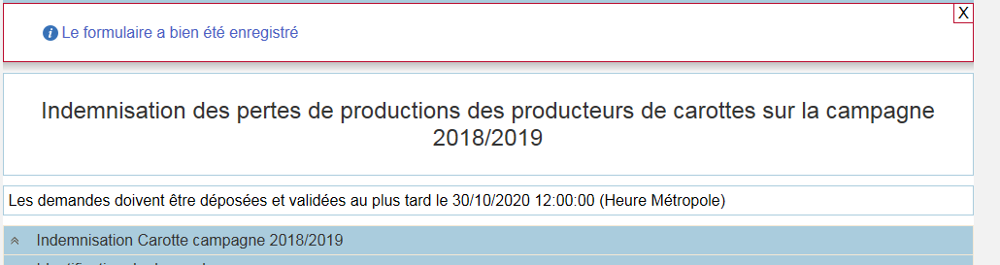 X
Le formulaire a bien été enregistré
Indemnisation des pertes de productions des producteurs de carottes sur la campagne
2018/2019
Les demandes doivent être déposées et validées au plus tard le 30/10/2020 12:00:00 (Heure Métropole)
Indemnisation Carotte campagne 2018/2019